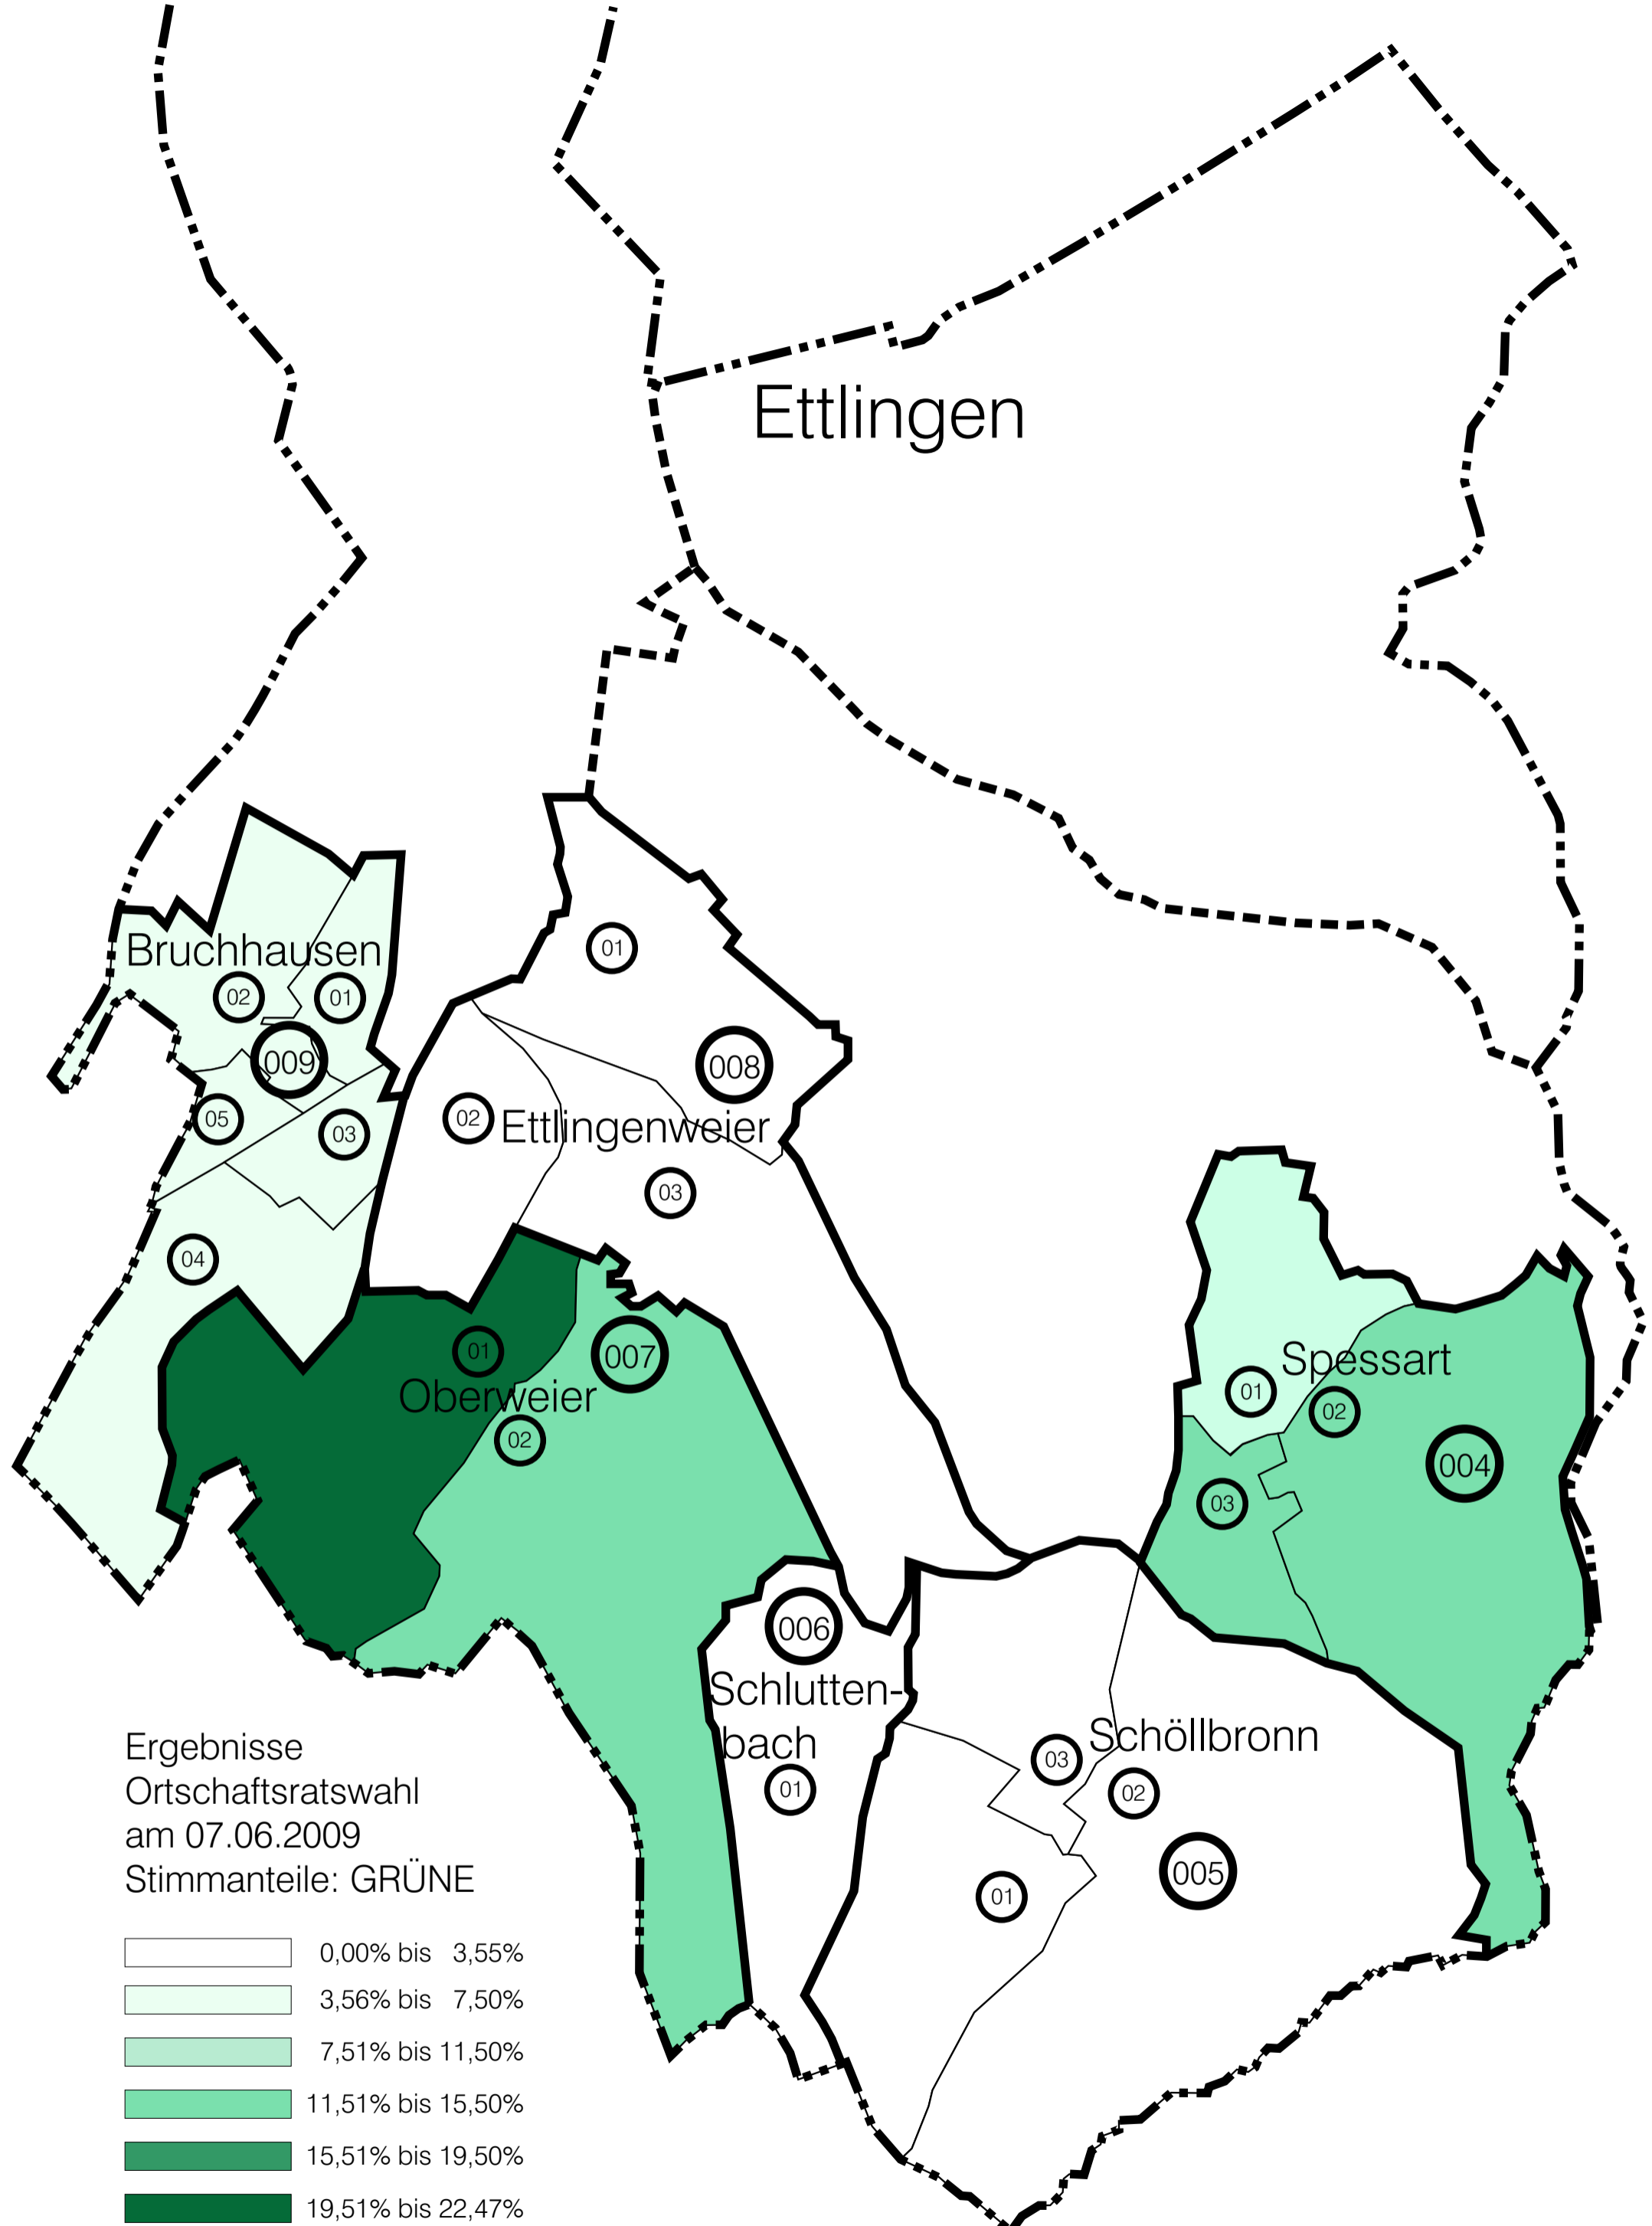 Ettlingen
01
Bruchhausen
02
01
009
008
05
03
02
Ettlingenweier
03
04
01
007
Oberweier
02
Spessart
01
02
004
03
006
Schlutten-
bach
01
Schöllbronn
03
02
01
005
Ergebnisse
Ortschaftsratswahl
am 07.06.2009
Stimmanteile: GRÜNE
0,00% bis 3,55%
3,56% bis 7,50%
7,51% bis 11,50%
11,51% bis 15,50%
15,51% bis 19,50%
19,51% bis 22,47%